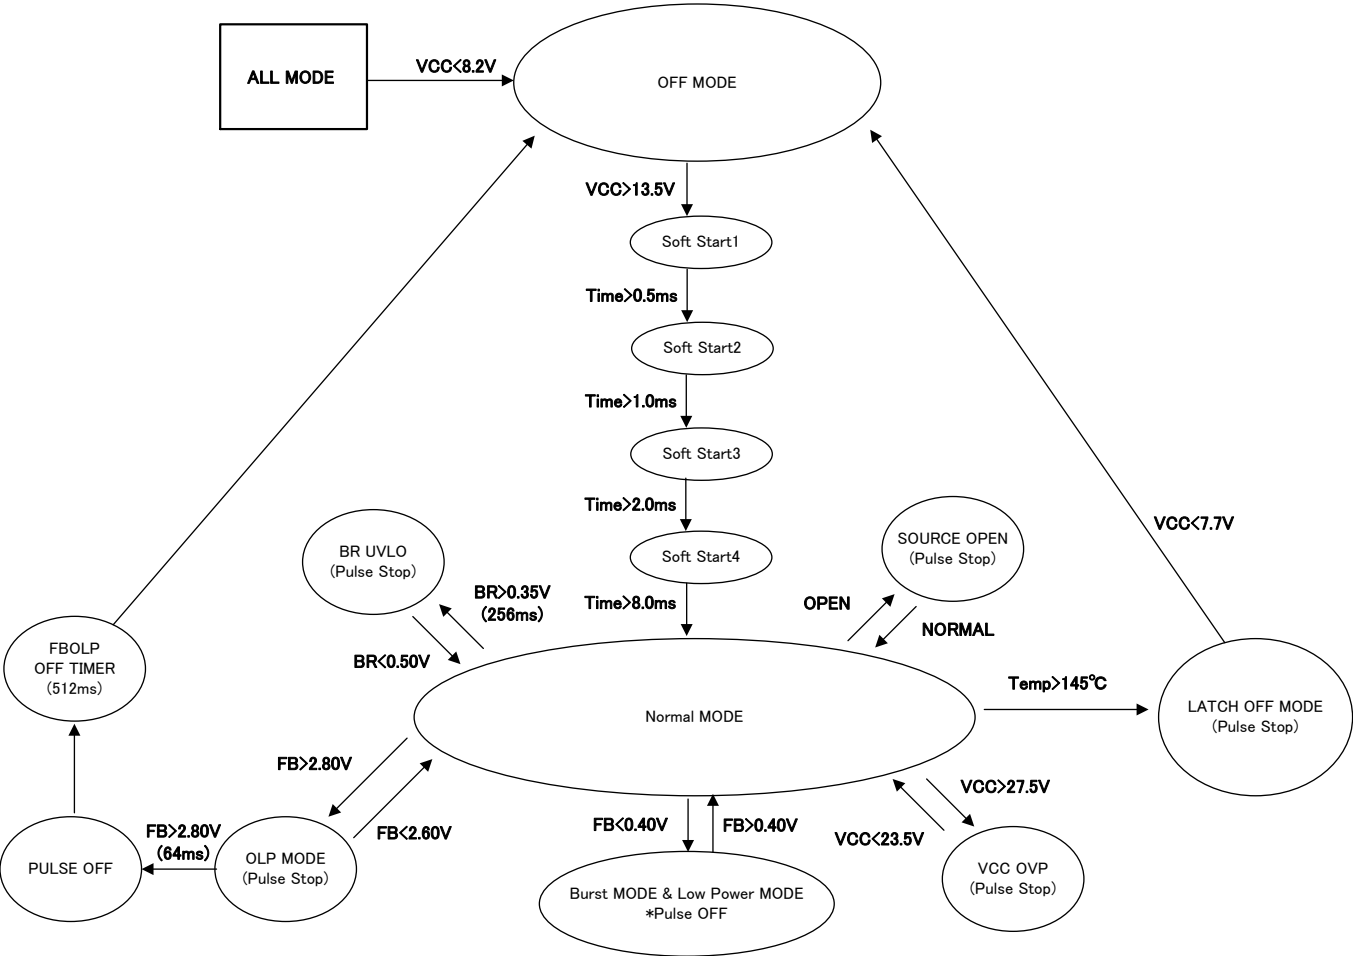 ALL MODE
VCC<8.2V
OFF MODE
VCC>13.5V
Soft Start1
Time>0.5ms
Soft Start2
Time>1.0ms
Soft Start3
Time>2.0ms
Soft Start4
Time>8.0ms
BR UVLO
(Pulse Stop)
BR>0.35V
(256ms)
BR<0.50V
SOURCE OPEN
(Pulse Stop)
OPEN
NORMAL
VCC<7.7V
FBOLP
OFF TIMER
(512ms)
Normal MODE
Temp>145℃
LATCH OFF MODE
(Pulse Stop)
FB>2.80V
FB<2.60V
FB>2.80V
(64ms)
PULSE OFF
OLP MODE
(Pulse Stop)
FB<0.40V
FB>0.40V
Burst MODE & Low Power MODE
*Pulse OFF
VCC>27.5V
VCC<23.5V
VCC OVP
(Pulse Stop)